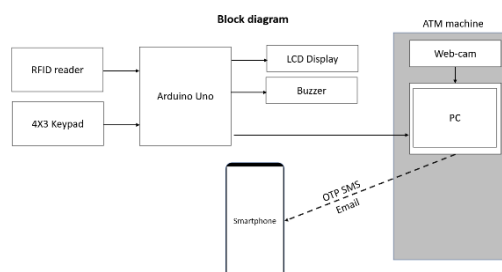 Block diagram
ATM machine
RFID reader
4X3 Keypad
Arduino Uno
LCD Display
Buzzer
Web-cam
PC
OTP SMS
Email
Smartphone